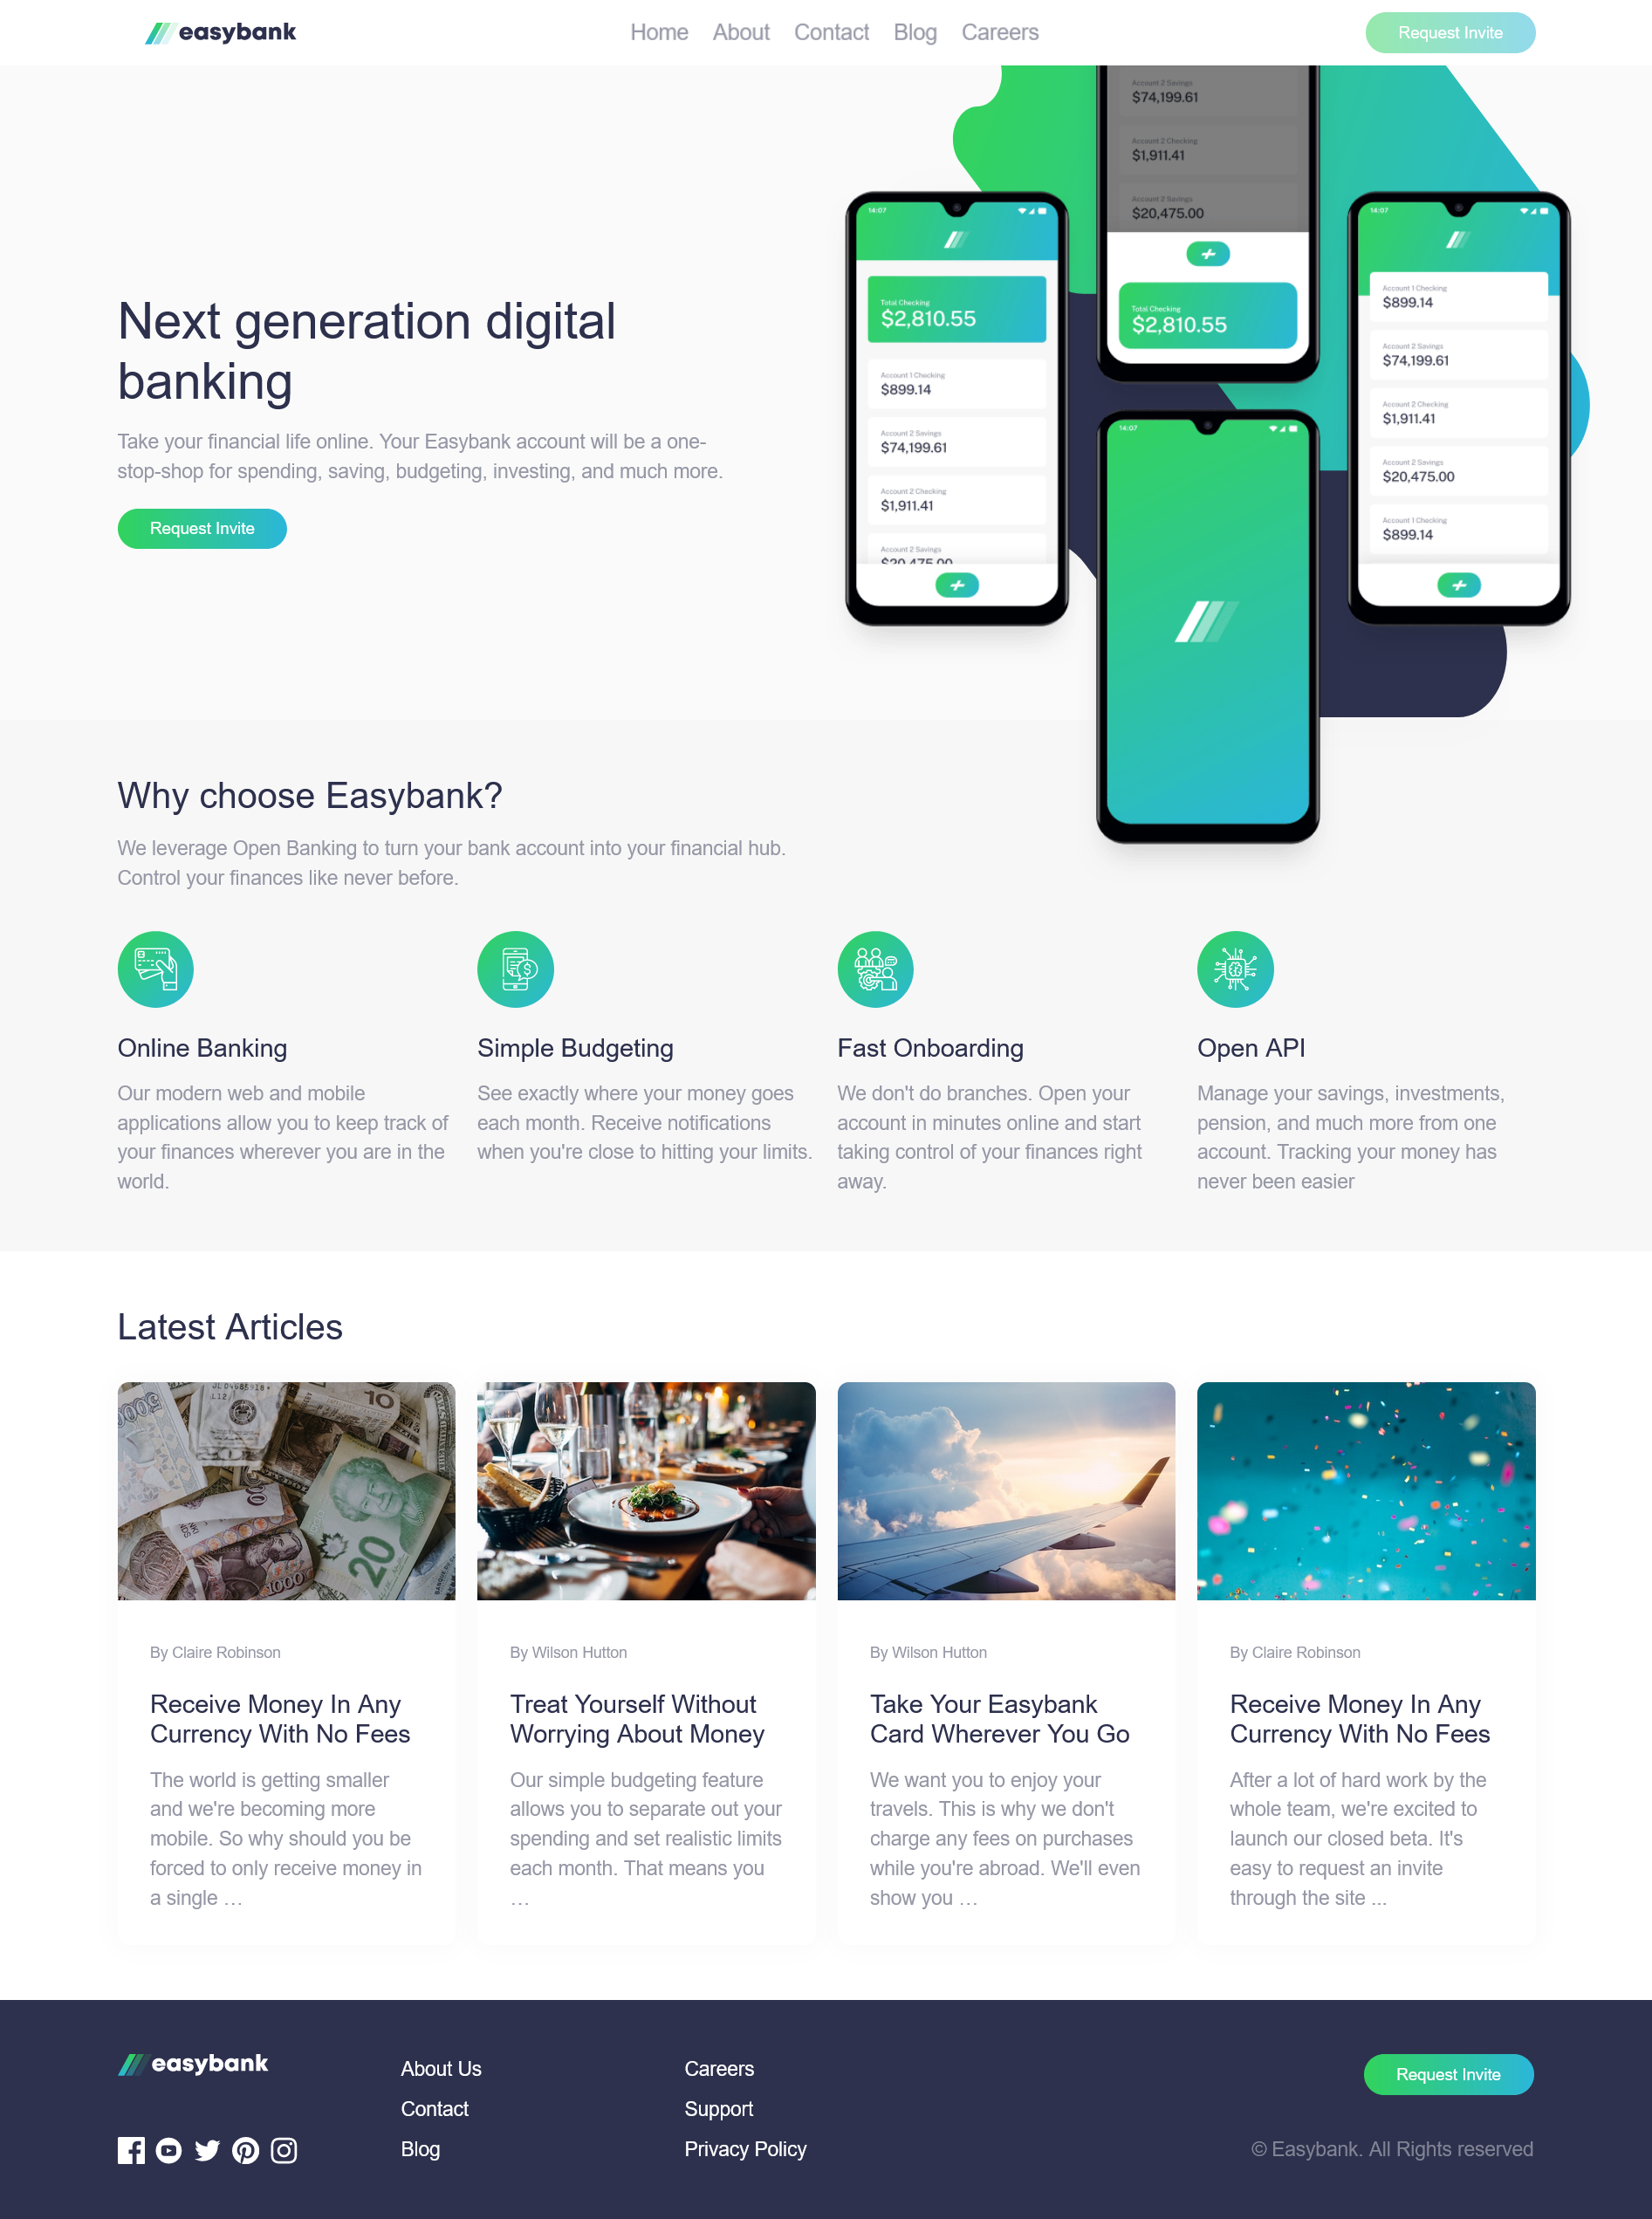 easybank
Home About Contact Blog Careers
Request Invite
Next generation digital
banking
Take your financial life online. Your Easybank account will be a one-
stop-shop for spending, saving, budgeting, investing, and much more.
Request Invite
14:07
Total Checking
$2,810.55
Account 1 Checking
$899.14
Account 2 Savings
$74,199.61
Account 2 Checking
$1,911.41
Account 2 Savings
$20,475.00
Account 2 Savings
$74,199.61
Account 2 Checking
$1,911.41
Account 2 Savings
$20,475.00
Total Checking
$2,810.55
14:07
14:07
Account 1 Checking
$899.14
Account 2 Savings
$74,199.61
Account 2 Checking
$1,911.41
Account 2 Savings
$20,475.00
Account 1 Checking
$899.14
Why choose Easybank?
We leverage Open Banking to turn your bank account into your financial hub.
Control your finances like never before.
Online Banking
Our modern web and mobile
applications allow you to keep track of
your finances wherever you are in the
world.
Simple Budgeting
See exactly where your money goes
each month. Receive notifications
when you're close to hitting your limits.
Fast Onboarding
We don't do branches. Open your
account in minutes online and start
taking control of your finances right
away.
Open API
Manage your savings, investments,
pension, and much more from one
account. Tracking your money has
never been easier
Latest Articles
10
20
1000
By Claire Robinson
Receive Money In Any
Currency With No Fees
The world is getting smaller
and we're becoming more
mobile. So why should you be
forced to only receive money in
a single …
By Wilson Hutton
Treat Yourself Without
Worrying About Money
Our simple budgeting feature
allows you to separate out your
spending and set realistic limits
each month. That means you
…
By Wilson Hutton
Take Your Easybank
Card Wherever You Go
We want you to enjoy your
travels. This is why we don't
charge any fees on purchases
while you're abroad. We'll even
show you …
By Claire Robinson
Receive Money In Any
Currency With No Fees
After a lot of hard work by the
whole team, we're excited to
launch our closed beta. It's
easy to request an invite
through the site ...
easybank
About Us
Contact
Blog
Careers
Support
Privacy Policy
Request Invite
© Easybank. All Rights reserved